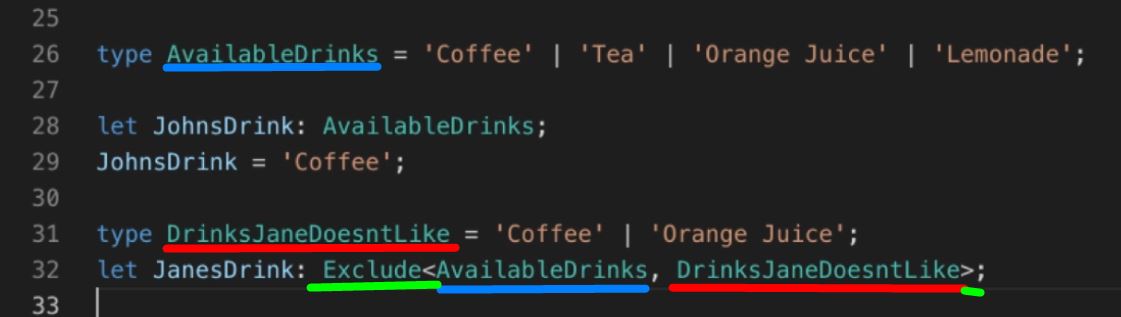 25
26 type AvailableDrinks = 'Coffee' | 'Tea' | 'Orange Juice' | 'Lemonade';
27
28 let JohnsDrink: AvailableDrinks;
29 JohnsDrink = 'Coffee';
30
31 type DrinksJaneDoesntLike = 'Coffee' | 'Orange Juice';
32 let JanesDrink: Exclude<AvailableDrinks, DrinksJaneDoesntLike>;
33